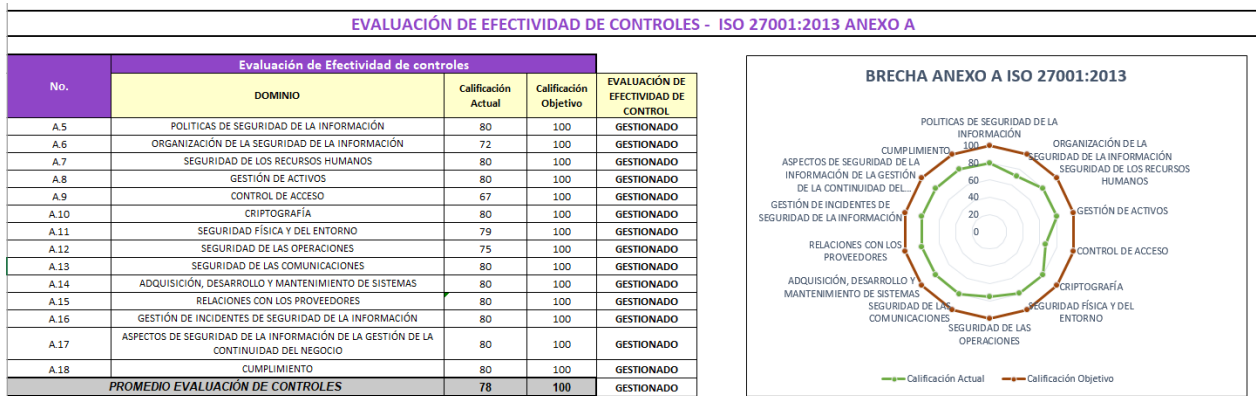 EVALUACIÓN DE EFECTIVIDAD DE CONTROLES - ISO 27001:2013 ANEXO A
No.
Evaluación de Efectividad de controles
DOMINIO
Calificación
Actual
Calificación
Objetivo
EVALUACIÓN DE
EFECTIVIDAD DE
CONTROL
A.5 POLITICAS DE SEGURIDAD DE LA INFORMACIÓN 80 100 GESTIONADO
A.6 ORGANIZACIÓN DE LA SEGURIDAD DE LA INFORMACIÓN 72 100 GESTIONADO
A.7 SEGURIDAD DE LOS RECURSOS HUMANOS 80 100 GESTIONADO
A.8 GESTIÓN DE ACTIVOS 80 100 GESTIONADO
A.9 CONTROL DE ACCESO 67 100 GESTIONADO
A.10 CRIPTOGRAFÍA 80 100 GESTIONADO
A.11 SEGURIDAD FÍSICA Y DEL ENTORNO 79 100 GESTIONADO
A.12 SEGURIDAD DE LAS OPERACIONES 75 100 GESTIONADO
A.13 SEGURIDAD DE LAS COMUNICACIONES 80 100 GESTIONADO
A.14 ADQUISICIÓN, DESARROLLO Y MANTENIMIENTO DE SISTEMAS 80 100 GESTIONADO
A.15 RELACIONES CON LOS PROVEEDORES 80 100 GESTIONADO
A.16 GESTIÓN DE INCIDENTES DE SEGURIDAD DE LA INFORMACIÓN 80 100 GESTIONADO
A.17 ASPECTOS DE SEGURIDAD DE LA INFORMACIÓN DE LA GESTIÓN DE LA
CONTINUIDAD DEL NEGOCIO 80 100 GESTIONADO
A.18 CUMPLIMIENTO 80 100 GESTIONADO
PROMEDIO EVALUACIÓN DE CONTROLES 78 100 GESTIONADO
BRECHA ANEXO A ISO 27001:2013
POLITICAS DE SEGURIDAD DE LA
INFORMACIÓN
ORGANIZACIÓN DE LA
SEGURIDAD DE LA INFORMACIÓN
SEGURIDAD DE LOS RECURSOS
HUMANOS
GESTIÓN DE ACTIVOS
CONTROL DE ACCESO
CRIPTOGRAFÍA
SEGURIDAD FÍSICA Y DEL
ENTORNO
SEGURIDAD DE LAS
OPERACIONES
SEGURIDAD DE LAS
COMUNICACIONES
ADQUISICIÓN, DESARROLLO Y
MANTENIMIENTO DE SISTEMAS
RELACIONES CON LOS
PROVEEDORES
GESTIÓN DE INCIDENTES DE
SEGURIDAD DE LA INFORMACIÓN
ASPECTOS DE SEGURIDAD DE LA
INFORMACIÓN DE LA GESTIÓN
DE LA CONTINUIDAD DEL...
CUMPLIMIENTO
100
80
60
40
20
0
Calificación Actual
Calificación Objetivo